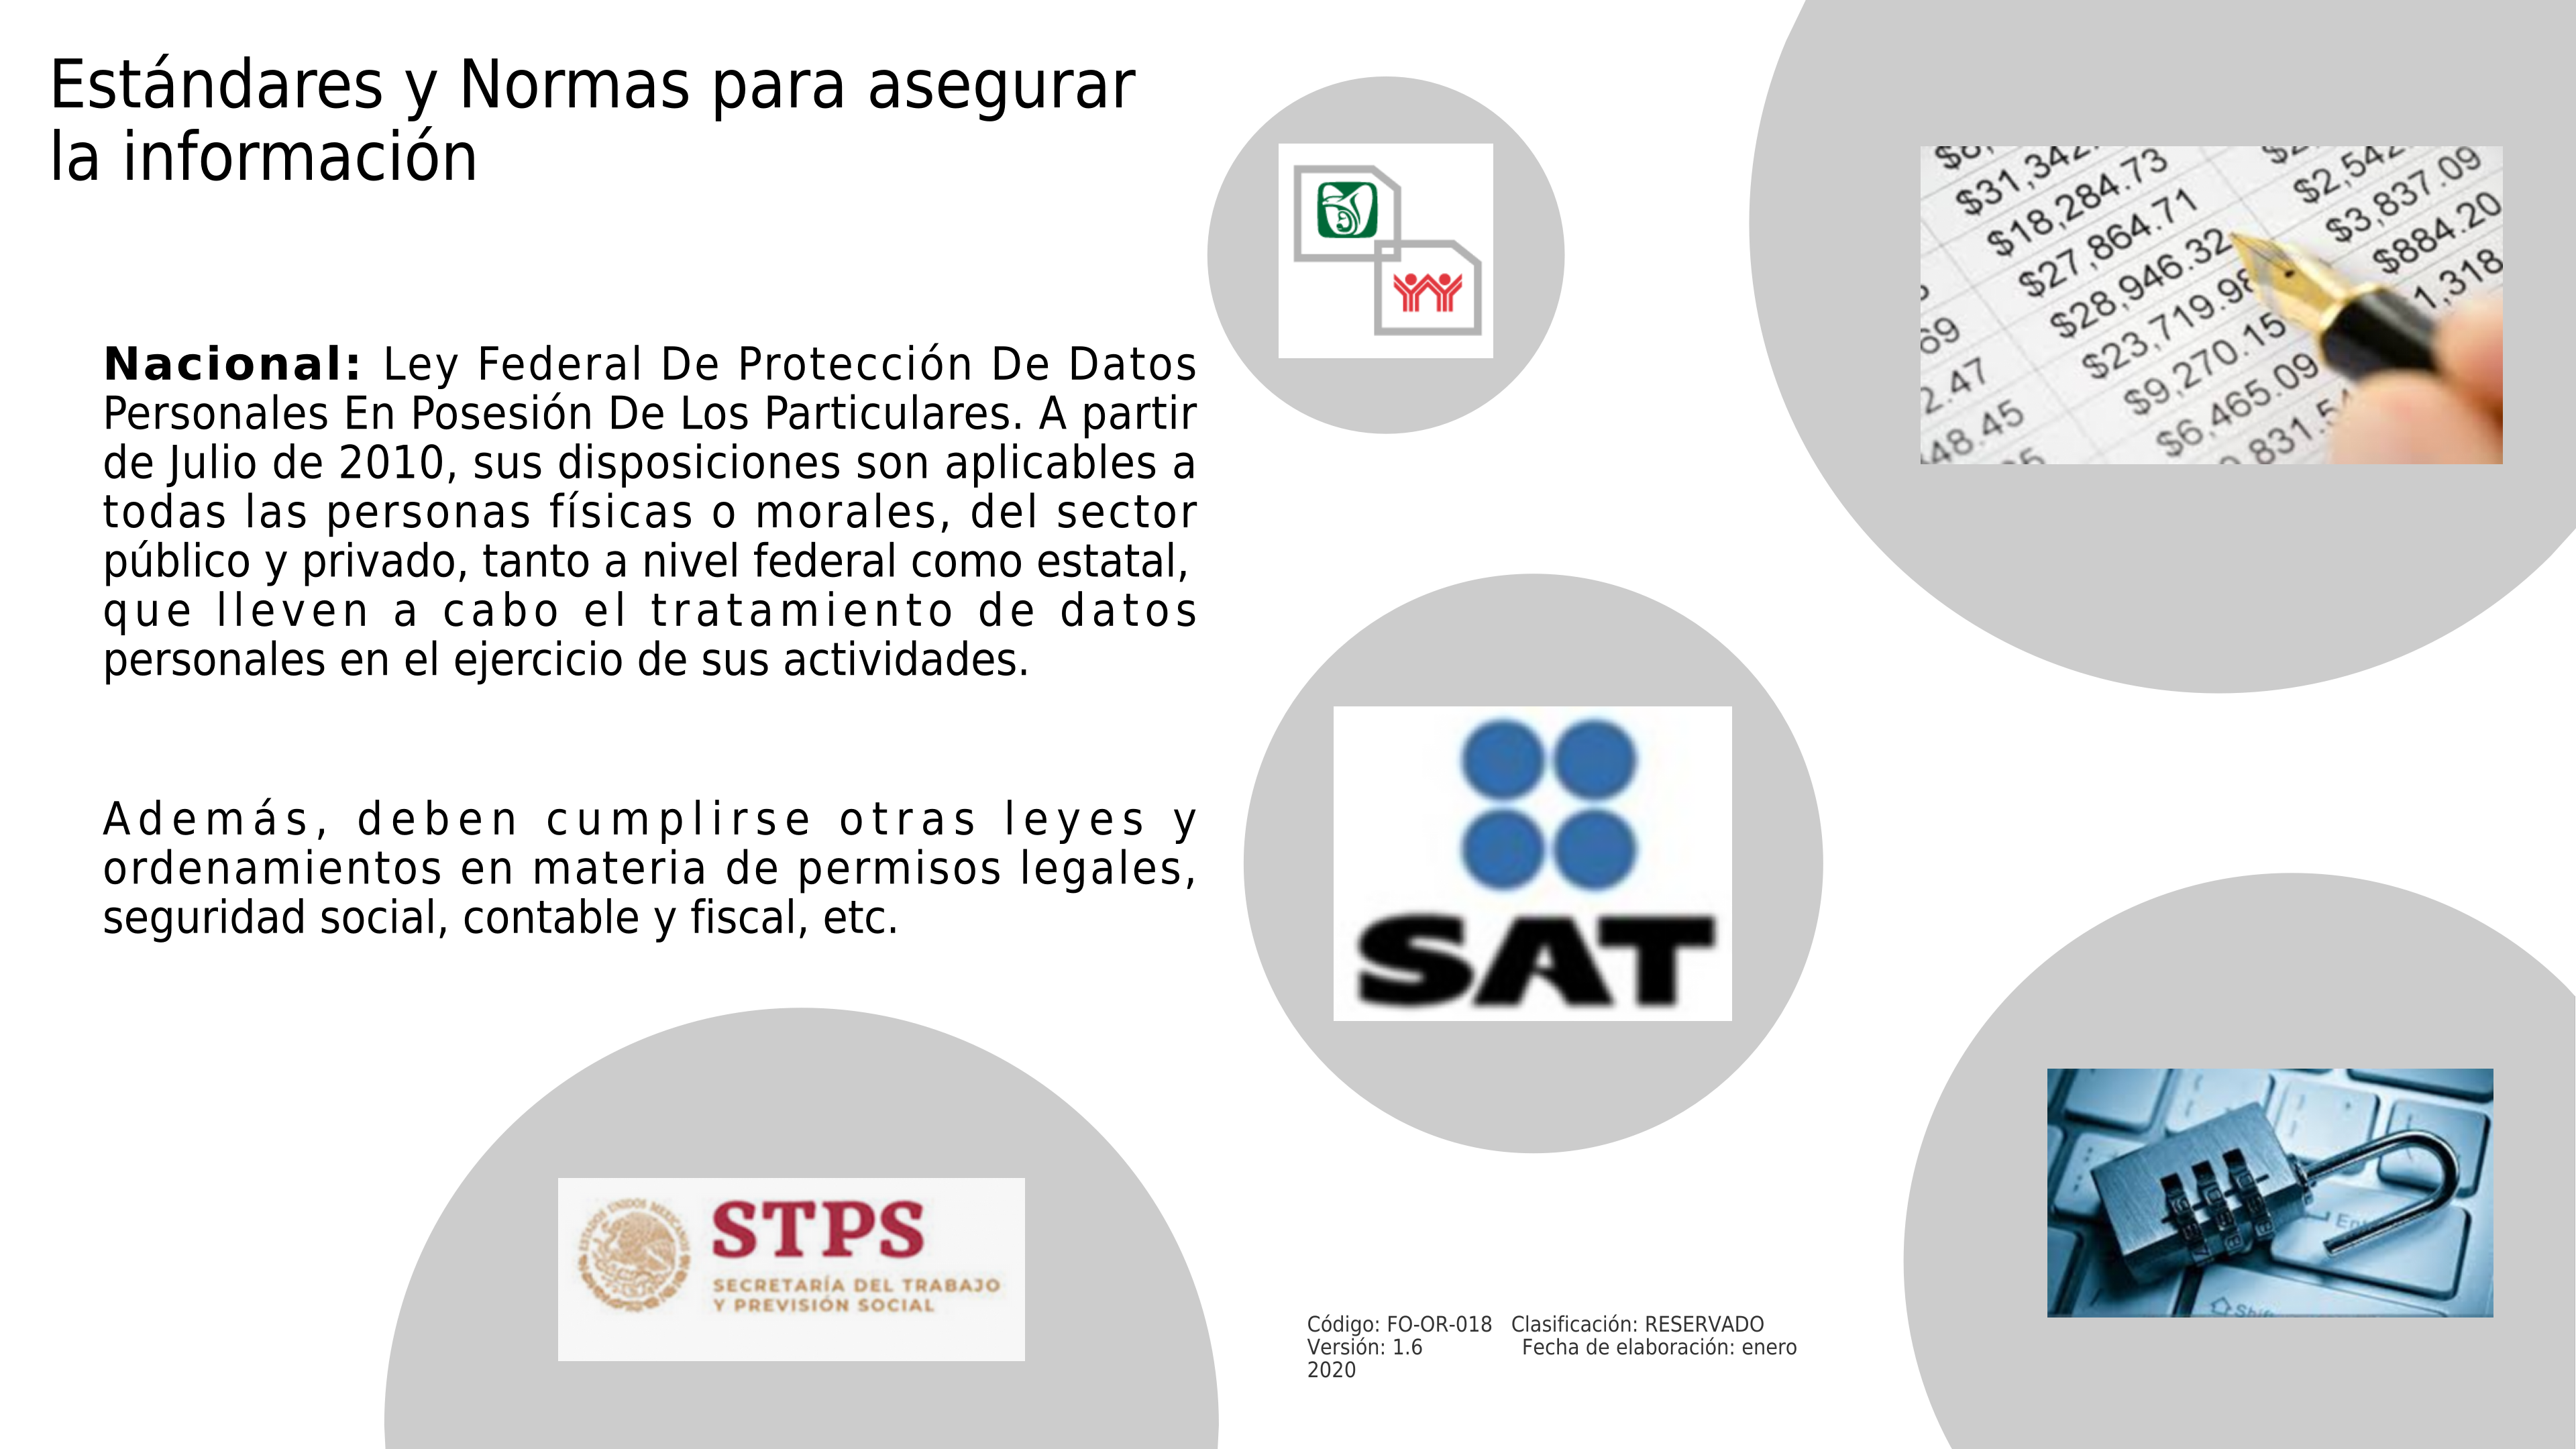 Estándares y Normas para asegurar
la información
Nacional: Ley Federal De Protección De Datos
Personales En Posesión De Los Particulares. A partir
de Julio de 2010, sus disposiciones son aplicables a
todas las personas físicas o morales, del sector
público y privado, tanto a nivel federal como estatal,
que lleven a cabo el tratamiento de datos
personales en el ejercicio de sus actividades.
Además, deben cumplirse otras leyes y
ordenamientos en materia de permisos legales,
seguridad social, contable y fiscal, etc.
$31,342.
$18,284.73
$27,864.71
$28,946.32
$23,719.98
$9,270.15
$6,465.09
831.5
$2,542
$3,837.09
$884.20
1,318
69
2.47
48.45
SAT
ESTADOS UNIDOS MEXICANOS
STPS
SECRETARÍA DEL TRABAJO
Y PREVISIÓN SOCIAL
Código: FO-OR-018 Clasificación: RESERVADO
Versión: 1.6 Fecha de elaboración: enero
2020